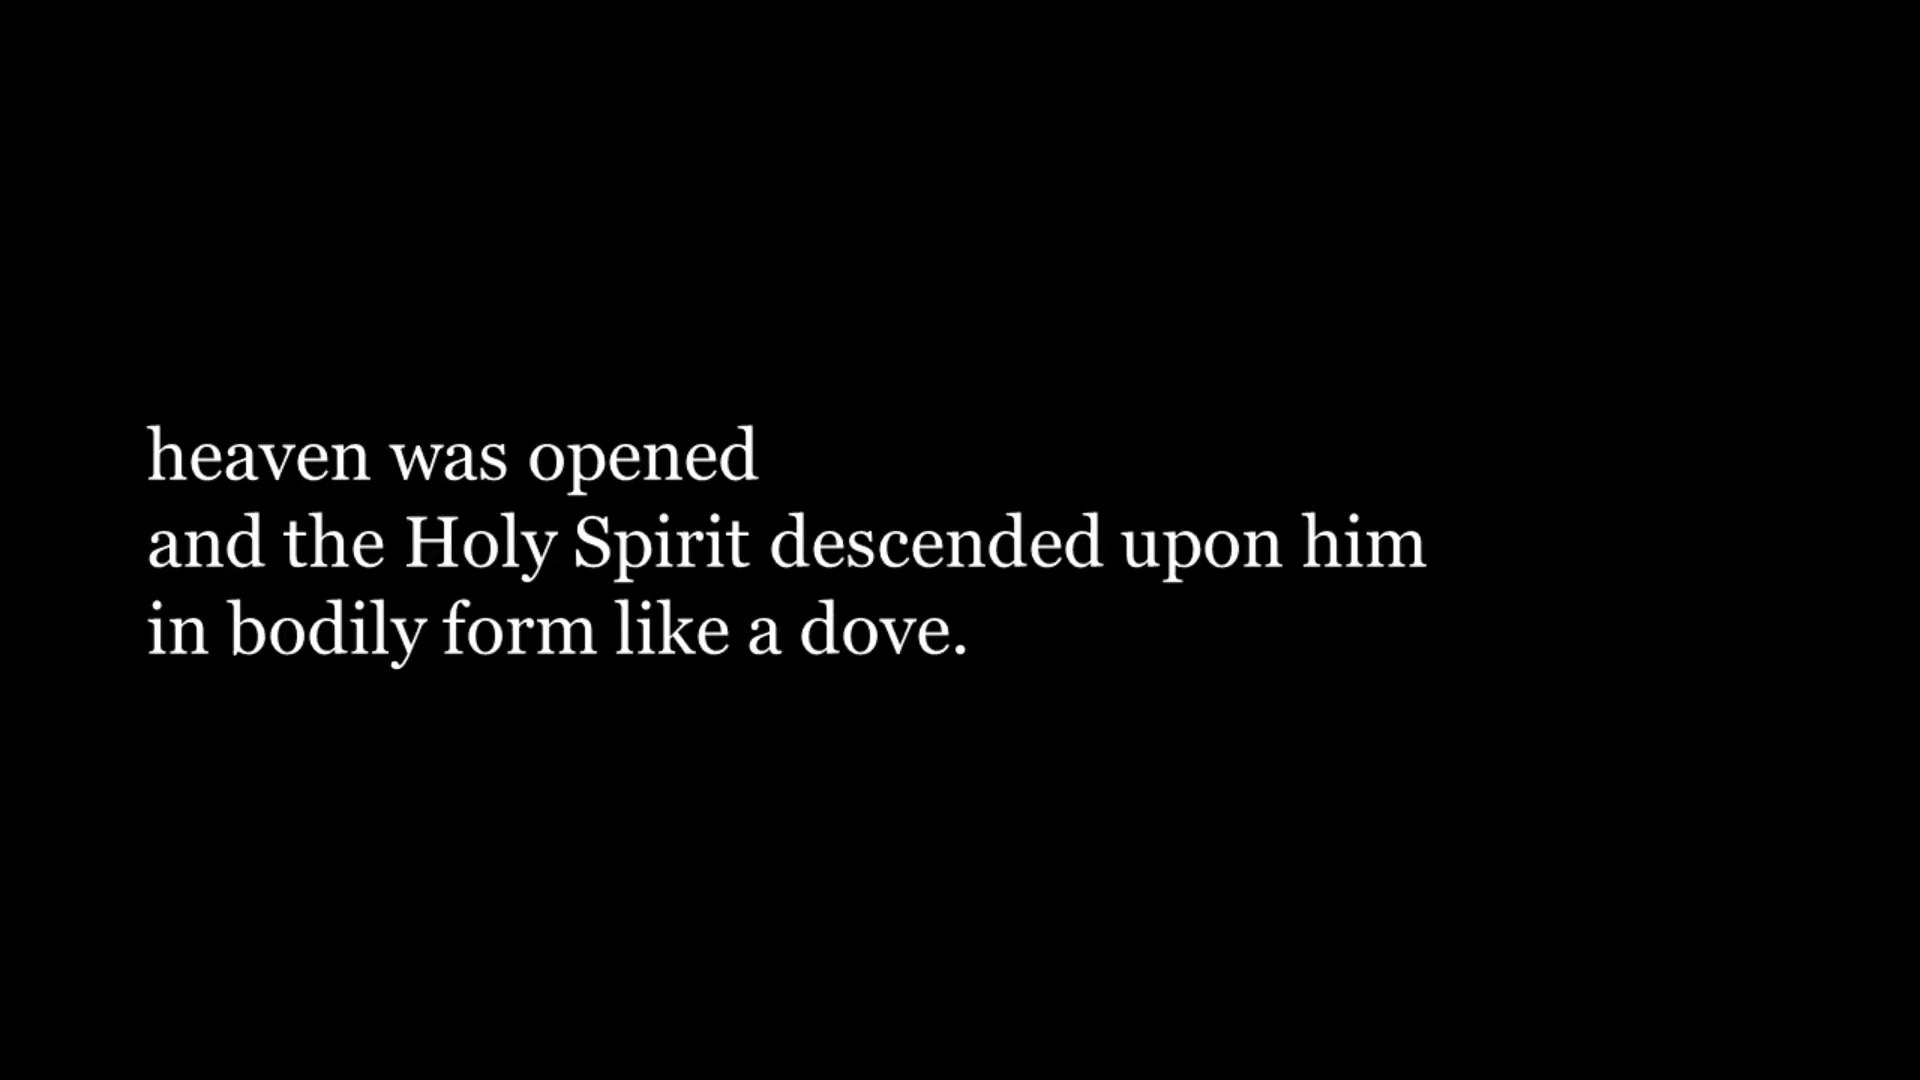 heaven was opened
and the Holy Spirit descended upon him
in bodily form like a dove.